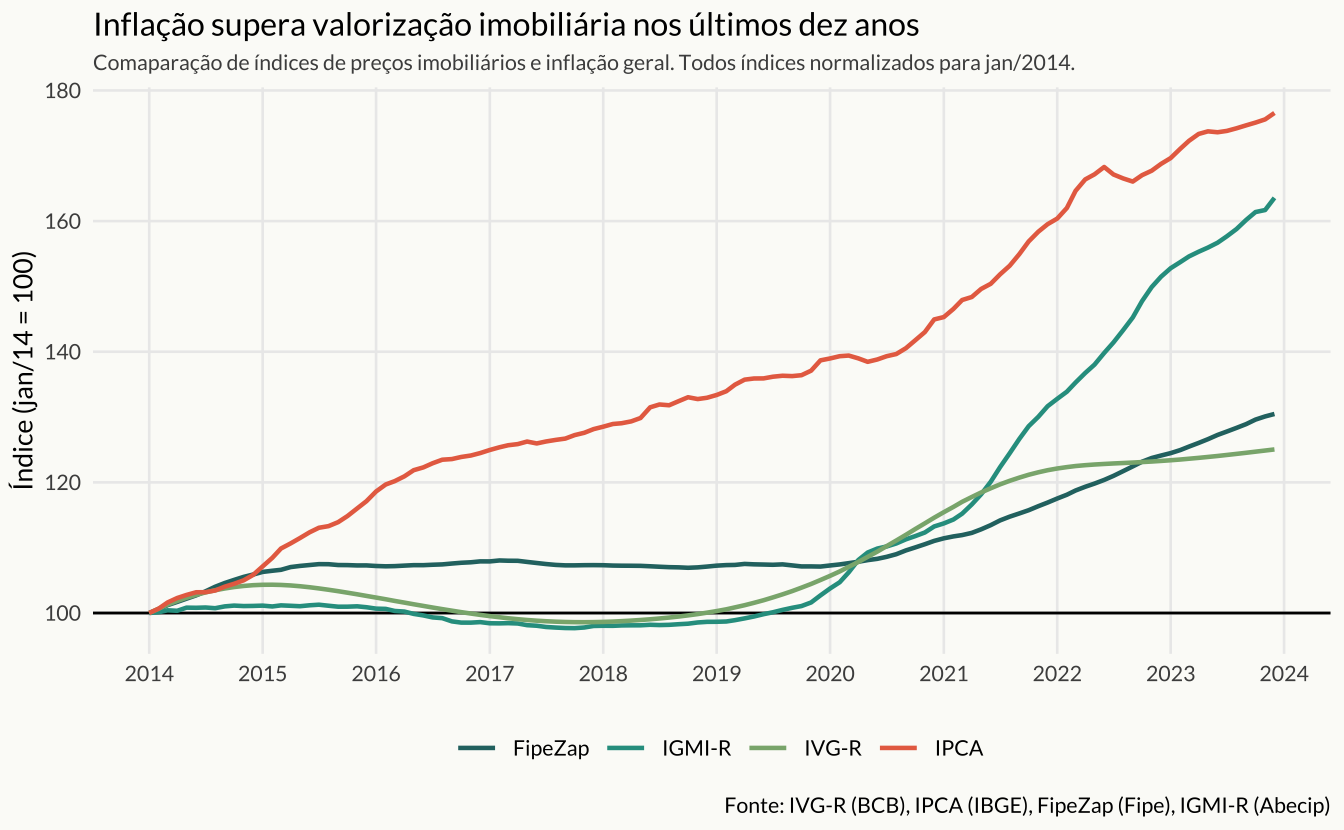 Inflação supera valorização imobiliária nos últimos dez anos
Comaparação de índices de preços imobiliários e inflação geral. Todos índices normalizados para jan/2014.
Índice (jan/14 = 100)
180
160
140
120
100
2014 2015 2016 2017 2018 2019 2020 2021 2022 2023 2024
FipeZap IGMI-R IVG-R IPCA
Fonte: IVG-R (BCB), IPCA (IBGE), FipeZap (Fipe), IGMI-R (Abecip)